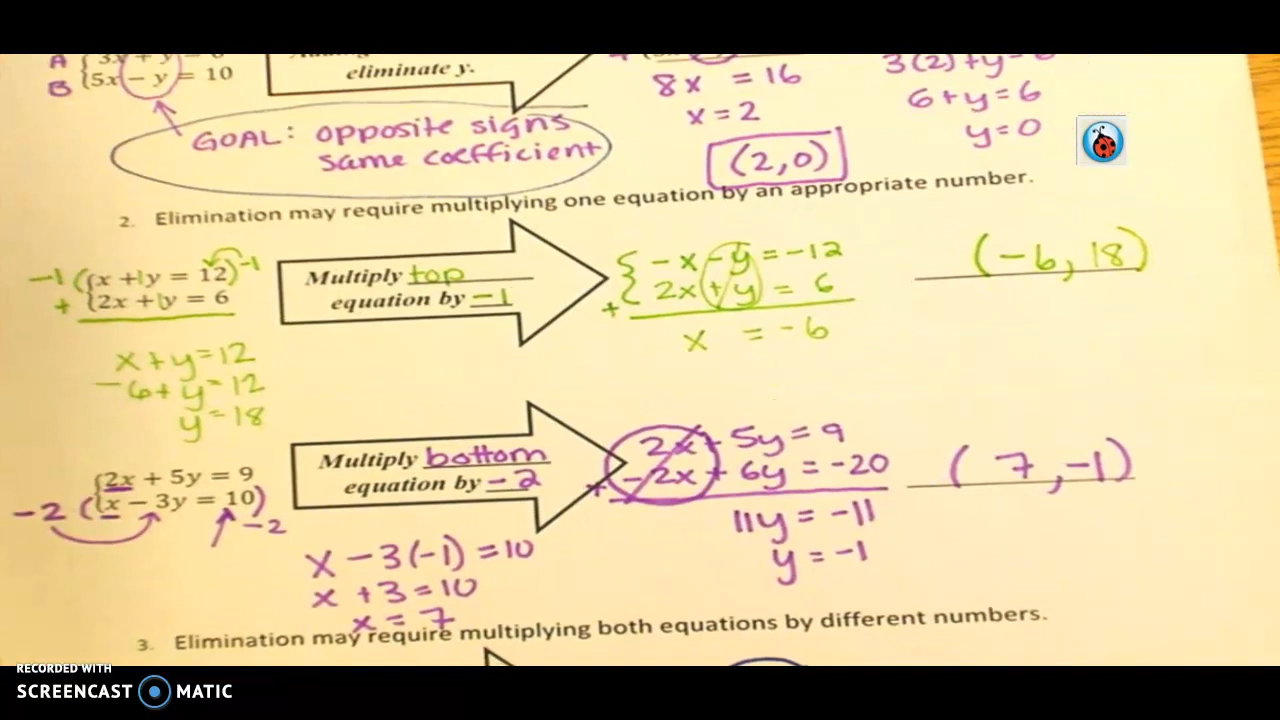 A
B {5x - y = 10
eliminate y.
8x = 16
x = 2
(2,0)
3(2)+y=6
6+y=6
y=0
GOAL: opposite signs
same coefficient
2. Elimination may require multiplying one equation by an appropriate number.
-1({x + 1y = 12)-1
+ {2x + 1y = 6
Multiply top
equation by -1
{-x - y = -12
+ {2x + y = 6
x = -6
(-6, 18)
x+y=12
-6+y=12
y=18
{2x + 5y = 9
-2({x - 3y = 10)
-2
Multiply bottom
equation by -2
2x + 5y = 9
+ -2x + 6y = -20
11y = -11
y = -1
(7,-1)
x - 3(-1) = 10
x + 3 = 10
x = 7
3. Elimination may require multiplying both equations by different numbers.
RECORDED WITH
SCREENCAST MATIC